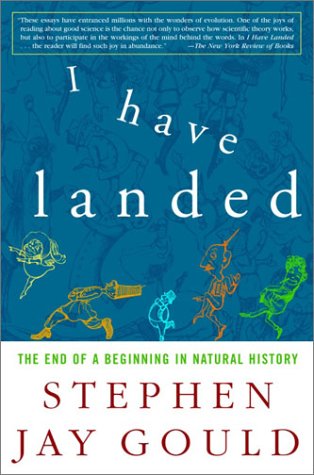 "These essays have entranced millions with the wonders of evolution. One of the joys of
reading about good science is the chance not only to observe how scientific theory works,
but also to participate in the workings of the mind behind the words. In I Have Landed
. . . the reader will find such joy in abundance." —The New York Review of Books
I have
landed
THE END OF A BEGINNING IN NATURAL HISTORY
STEPHEN
JAY GOULD